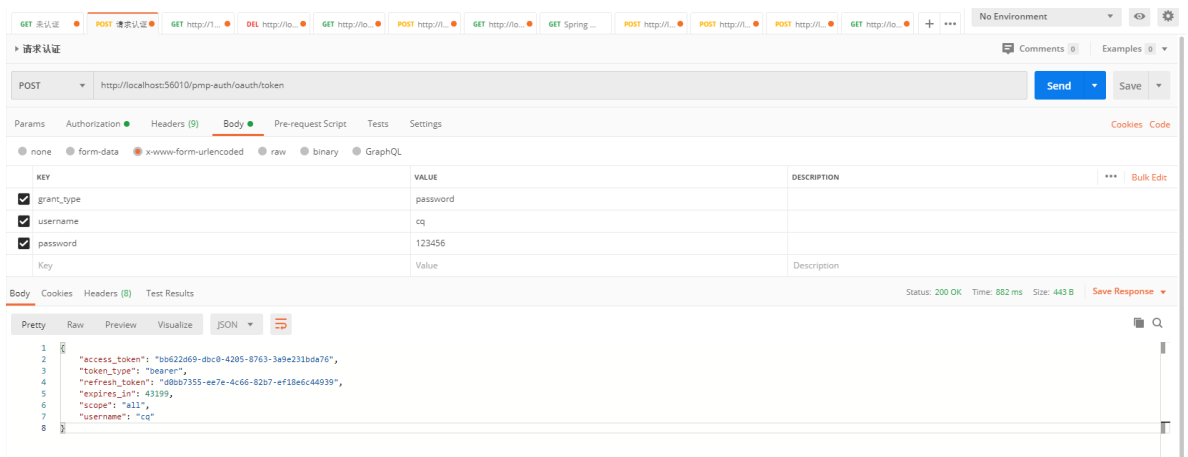 GET 未认证 POST 请求认证 GET http://1... DEL http://lo... GET http://lo... POST http://l... GET http://lo... GET Spring ... POST http://l... POST http://l... POST http://l... GET http://lo... + ••• No Environment
请求认证 Comments 0 Examples 0
POST http://localhost:56010/pmp-auth/oauth/token Send Save
Params Authorization Headers (9) Body Pre-request Script Tests Settings Cookies Code
none form-data x-www-form-urlencoded raw binary GraphQL
KEY VALUE DESCRIPTION ••• Bulk Edit
grant_type password
username cq
password 123456
Key Value Description
Body Cookies Headers (8) Test Results Status: 200 OK Time: 882 ms Size: 443 B Save Response
Pretty Raw Preview Visualize JSON
1 {
2 "access_token": "bb622d69-dbc0-4205-8763-3a9e231bda76",
3 "token_type": "bearer",
4 "refresh_token": "d0bb7355-ee7e-4c66-82b7-ef18e6c44939",
5 "expires_in": 43199,
6 "scope": "all",
7 "username": "cq"
8 }